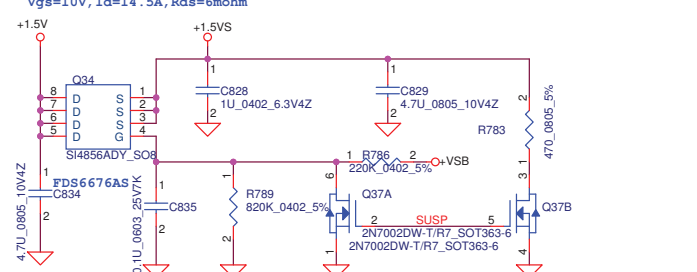 Vgs=10V,Id=14.5A,Rds=6mohm
+1.5V
+1.5VS
Q34
8 D S 1
7 D S 2
6 D S 3
5 D G 4
SI4856ADY_SO8
1
C828
1U_0402_6.3V4Z
2
1
C829
4.7U_0805_10V4Z
2
2
R783
470_0805_5%
1
1
R786
2
+VSB
220K_0402_5%
FDS6676AS
1
C834
4.7U_0805_10V4Z
2
1
C835
0.1U_0603_25V7K
2
1
R789
820K_0402_5%
2
6
Q37A
2
SUSP
5
2N7002DW-T/R7_SOT363-6
2N7002DW-T/R7_SOT363-6
1
3
Q37B
4